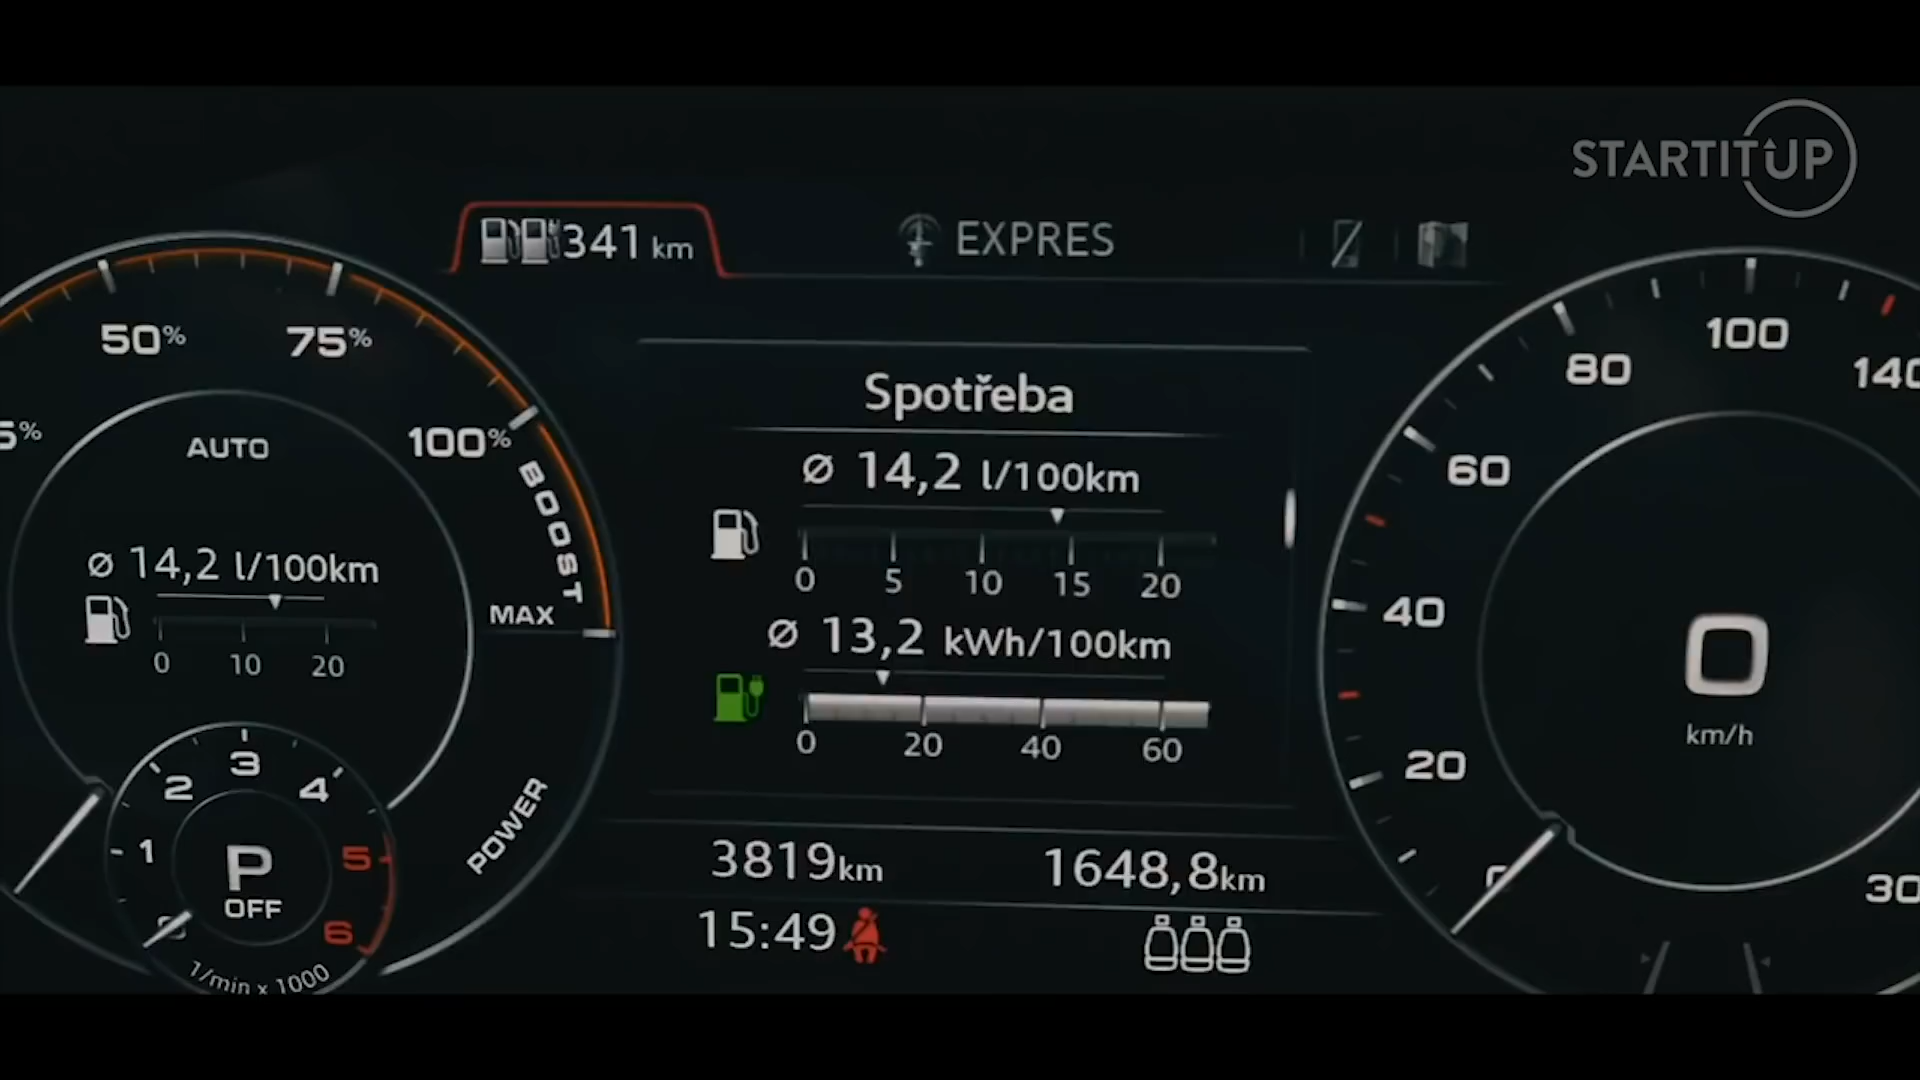 STARTITUP
341 km
EXPRES
50%
75%
100%
AUTO
BOOST
MAX
POWER
Ø 14,2 l/100km
0 10 20
1 2 3 4 5 6
P
OFF
1/min x 1000
Spotřeba
Ø 14,2 l/100km
0 5 10 15 20
Ø 13,2 kWh/100km
0 20 40 60
3819km
1648,8km
15:49
20
40
60
80
100
140
0
km/h